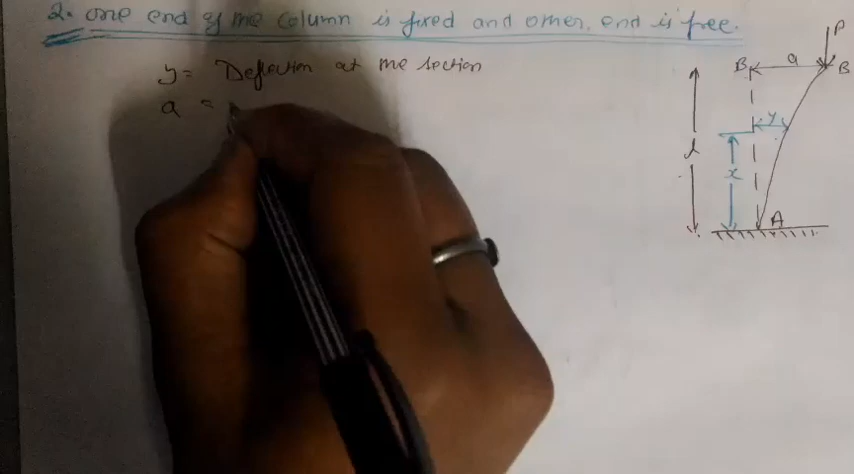 2. one end of the column is fixed and other end is free.
y = Deflection at the section
a =
P
a
B
B
y
l
x
A